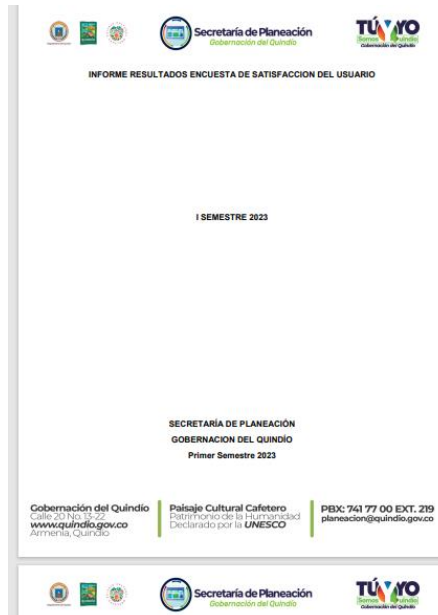 Secretaría de Planeación
Gobernación del Quindío
TÚ Y YO
Somos Quindío
Gobernación del Quindío
INFORME RESULTADOS ENCUESTA DE SATISFACCION DEL USUARIO
I SEMESTRE 2023
SECRETARÍA DE PLANEACIÓN
GOBERNACION DEL QUINDÍO
Primer Semestre 2023
Gobernación del Quindío
Calle 20 No. 13-22
www.quindio.gov.co
Armenia, Quindío
Paisaje Cultural Cafetero
Patrimonio de la Humanidad
Declarado por la UNESCO
PBX: 741 77 00 EXT. 219
planeacion@quindio.gov.co
Secretaría de Planeación
Gobernación del Quindío
TÚ Y YO
Somos Quindío
Gobernación del Quindío